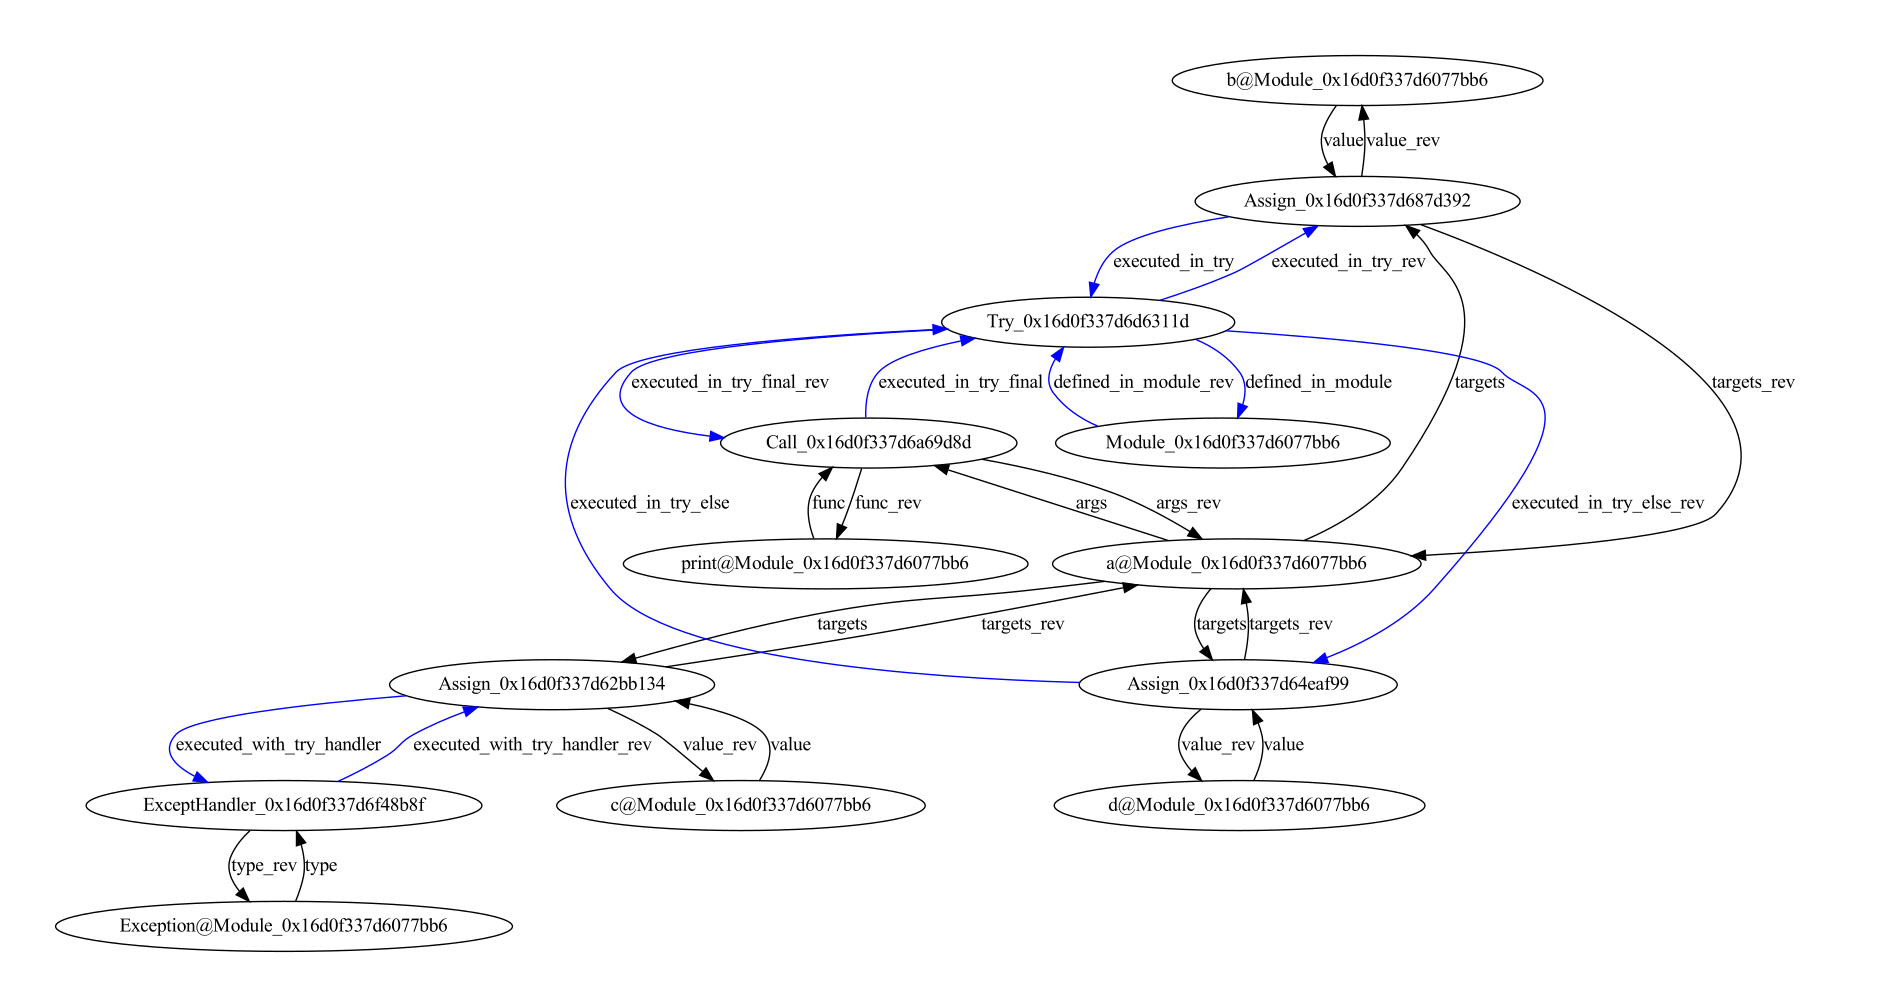 b@Module_0x16d0f337d6077bb6
value
value_rev
Assign_0x16d0f337d687d392
executed_in_try
executed_in_try_rev
Try_0x16d0f337d6d6311d
executed_in_try_final_rev
executed_in_try_final
defined_in_module_rev
defined_in_module
targets
targets_rev
Call_0x16d0f337d6a69d8d
Module_0x16d0f337d6077bb6
executed_in_try_else
func
func_rev
args
args_rev
executed_in_try_else_rev
print@Module_0x16d0f337d6077bb6
a@Module_0x16d0f337d6077bb6
targets
targets_rev
targets
targets_rev
Assign_0x16d0f337d62bb134
Assign_0x16d0f337d64eaf99
executed_with_try_handler
executed_with_try_handler_rev
value_rev
value
value_rev
value
ExceptHandler_0x16d0f337d6f48b8f
c@Module_0x16d0f337d6077bb6
d@Module_0x16d0f337d6077bb6
type_rev
type
Exception@Module_0x16d0f337d6077bb6